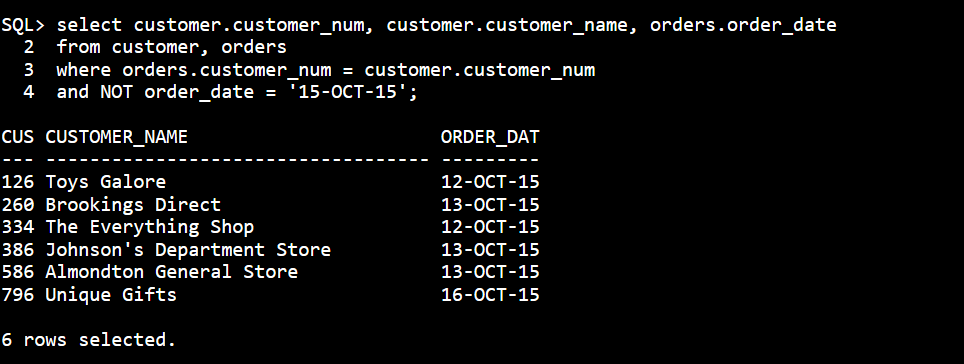 SQL> select customer.customer_num, customer.customer_name, orders.order_date
  2  from customer, orders
  3  where orders.customer_num = customer.customer_num
  4  and NOT order_date = '15-OCT-15';
CUS CUSTOMER_NAME                       ORDER_DAT
--- ----------------------------------- ---------
126 Toys Galore                         12-OCT-15
260 Brookings Direct                    13-OCT-15
334 The Everything Shop                 12-OCT-15
386 Johnson's Department Store          13-OCT-15
586 Almondton General Store             13-OCT-15
796 Unique Gifts                        16-OCT-15
6 rows selected.